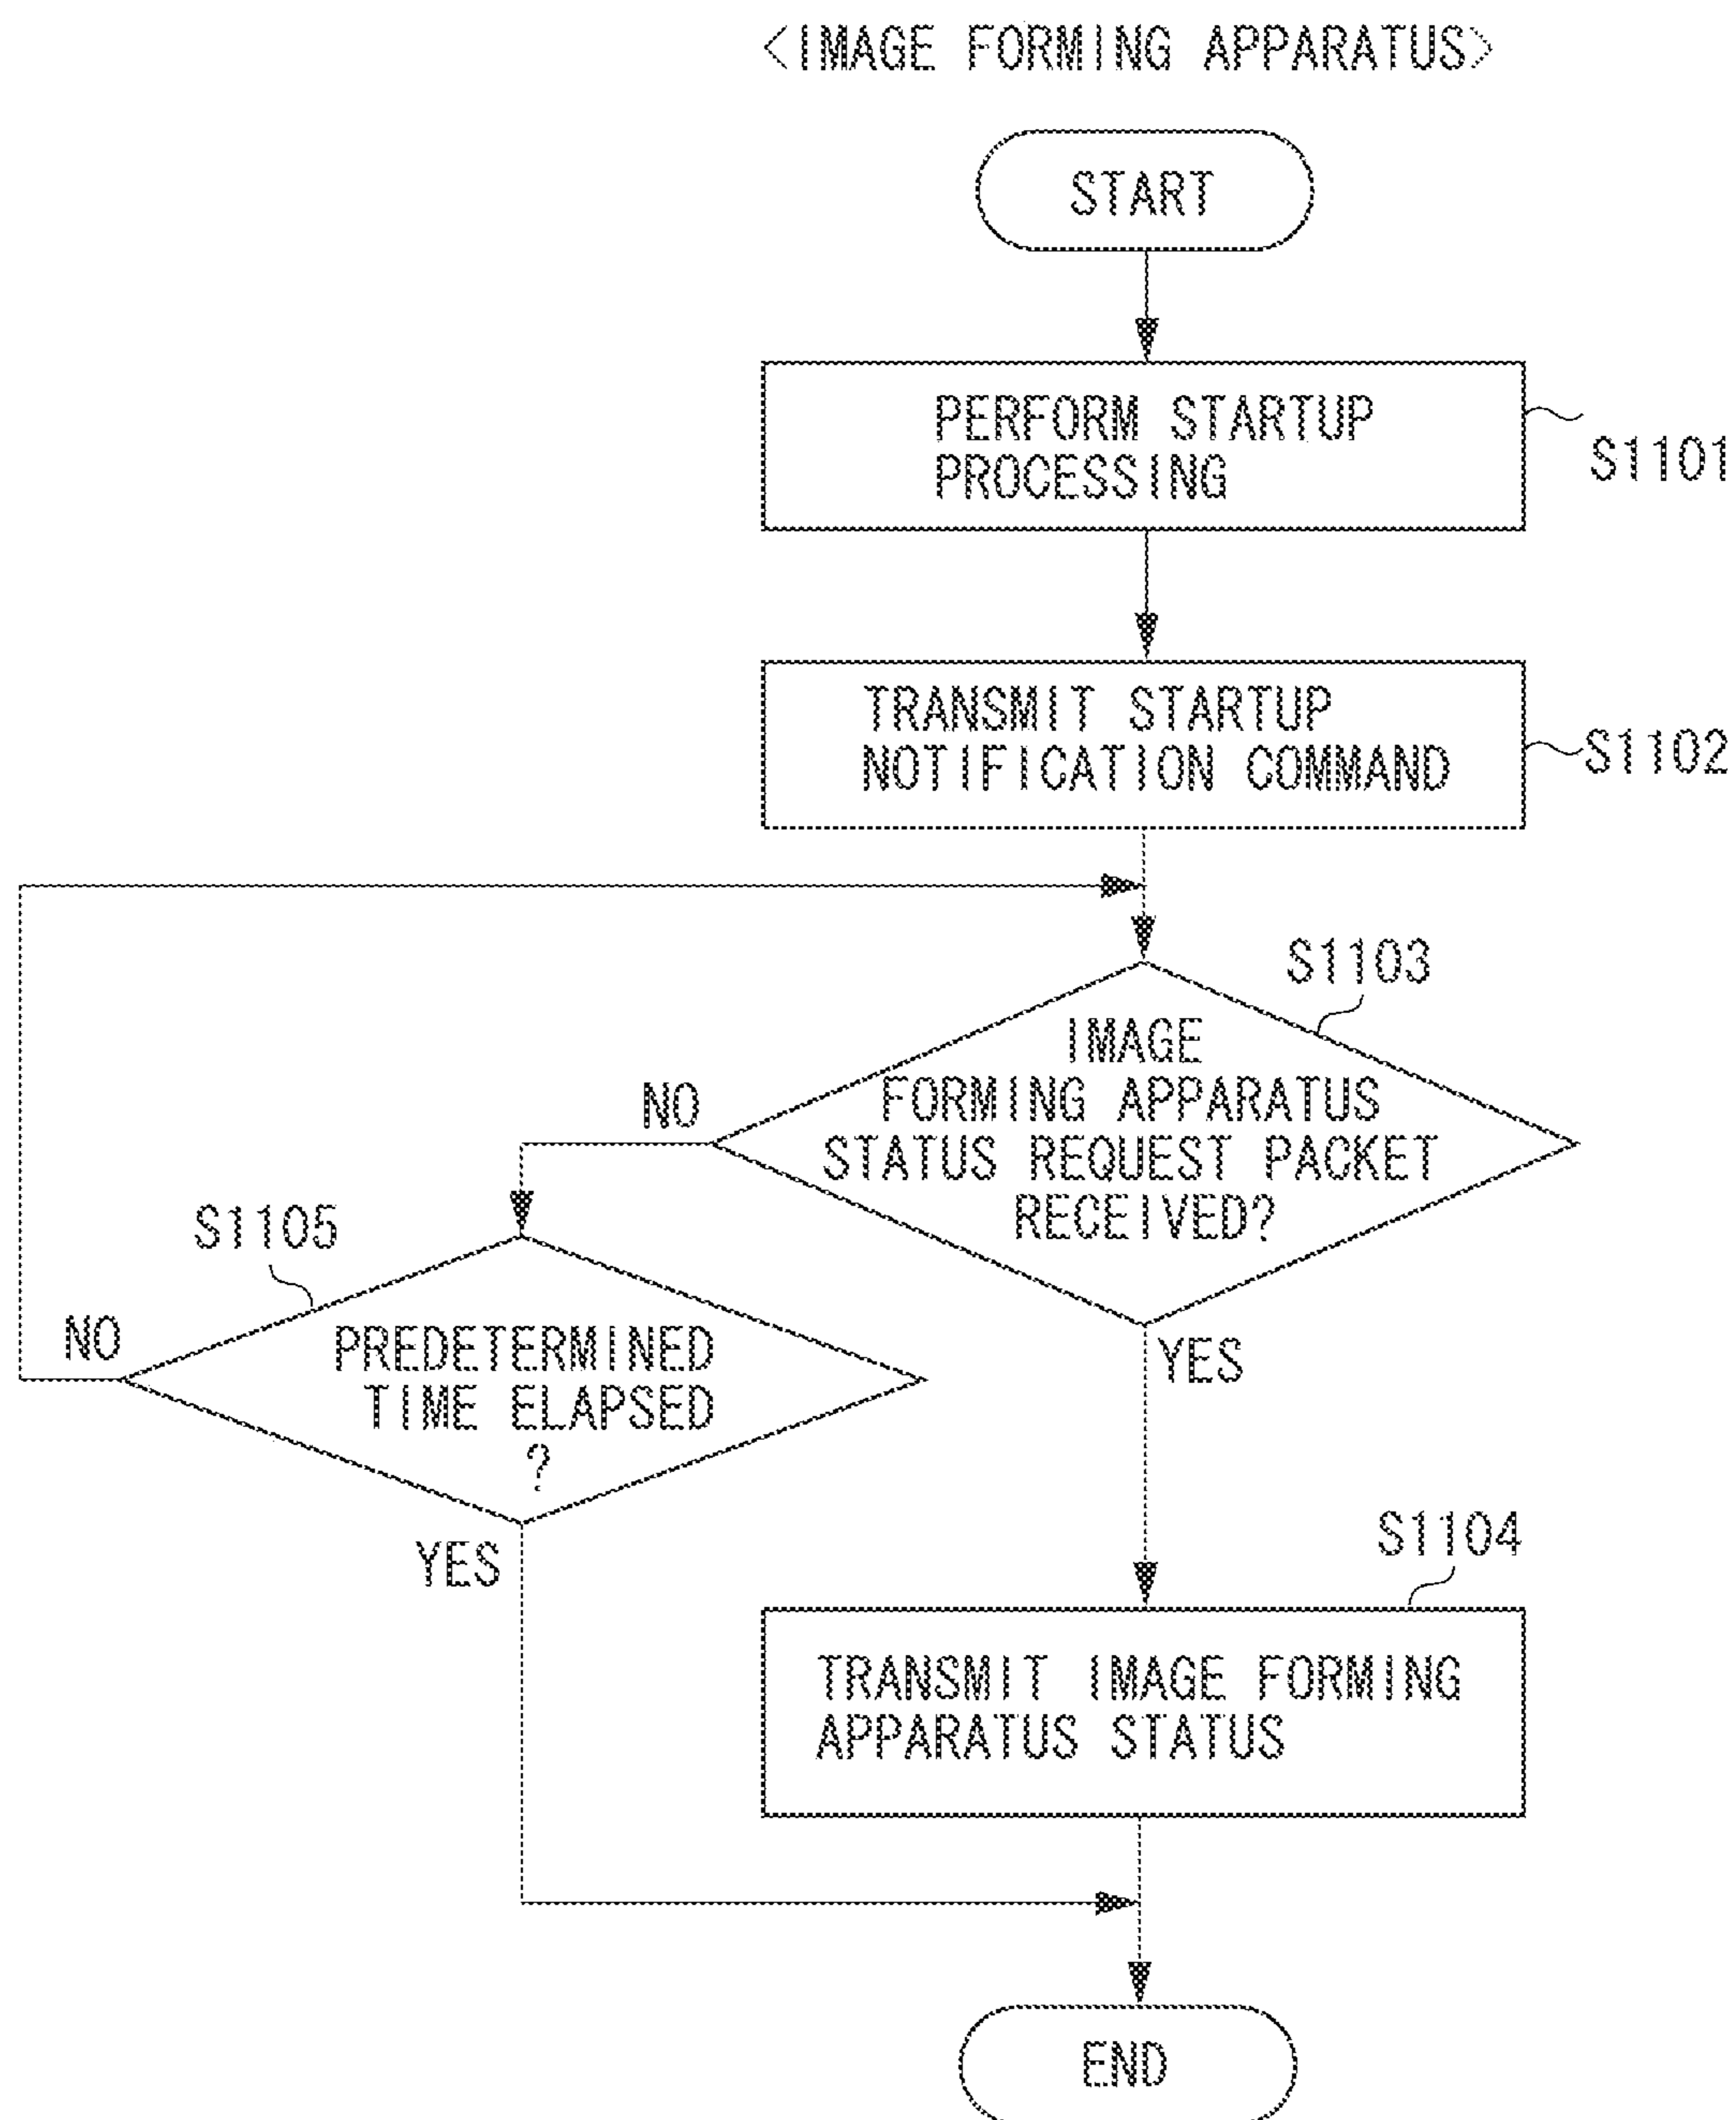 <IMAGE FORMING APPARATUS>
START
PERFORM STARTUP
PROCESSING
S1101
TRANSMIT STARTUP
NOTIFICATION COMMAND
S1102
S1103
IMAGE
FORMING APPARATUS
STATUS REQUEST PACKET
RECEIVED?
NO
YES
S1105
PREDETERMINED
TIME ELAPSED
?
NO
YES
S1104
TRANSMIT IMAGE FORMING
APPARATUS STATUS
END